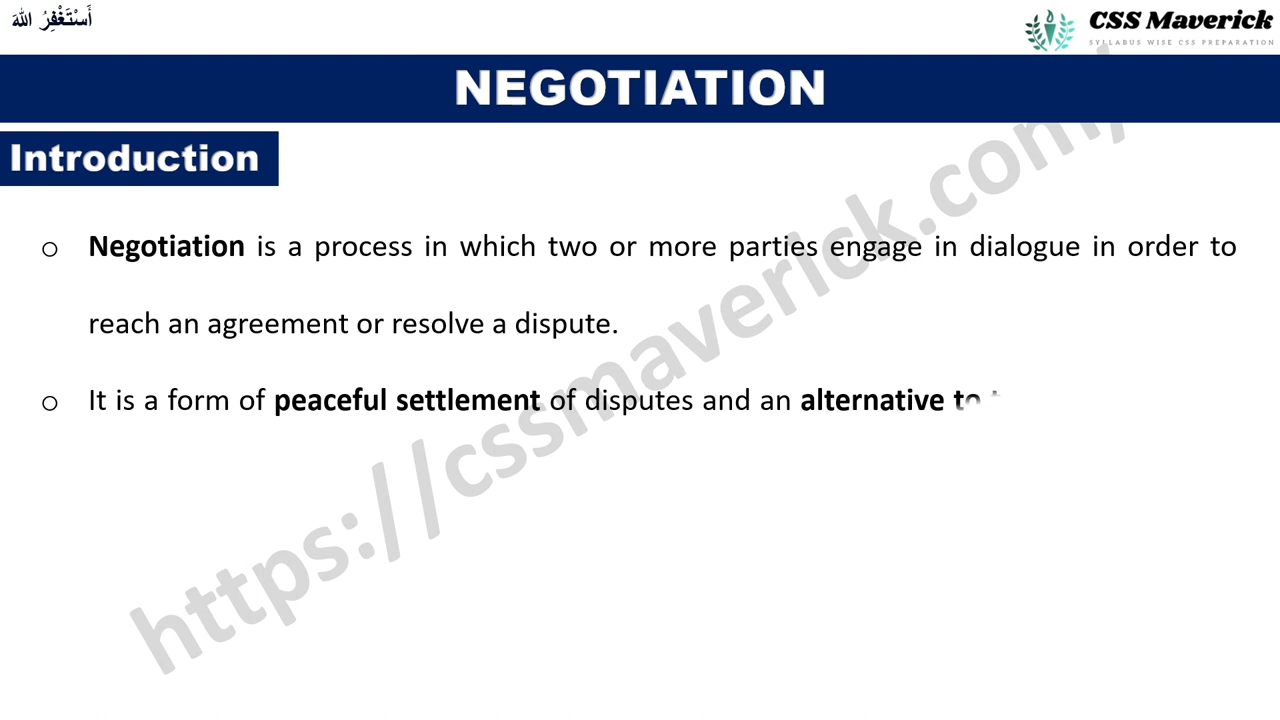 أَسْتَغْفِرُ اللهَ
CSS Maverick
SYLLABUS WISE CSS PREPARATION
NEGOTIATION
Introduction
o Negotiation is a process in which two or more parties engage in dialogue in order to
reach an agreement or resolve a dispute.
o It is a form of peaceful settlement of disputes and an alternative to
https://cssmaverick.com/